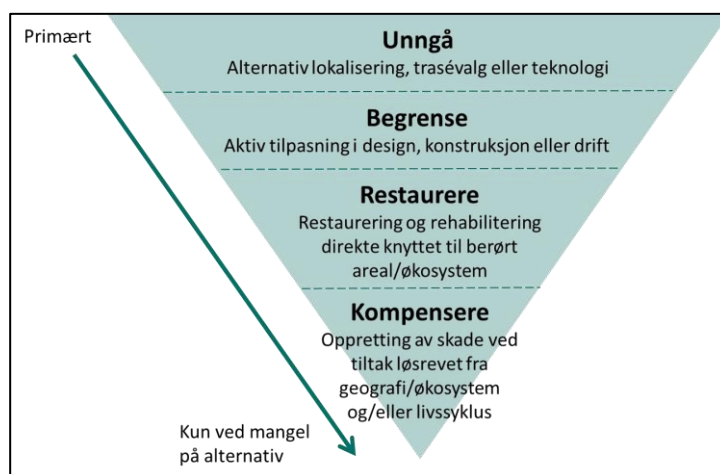 Primært
Unngå
Alternativ lokalisering, trasévalg eller teknologi
Begrense
Aktiv tilpasning i design, konstruksjon eller drift
Restaurere
Restaurering og rehabilitering
direkte knyttet til berørt
areal/økosystem
Kompensere
Oppretting av skade ved
tiltak løsrevet fra
geografi/økosystem
og/eller livssyklus
Kun ved mangel
på alternativ